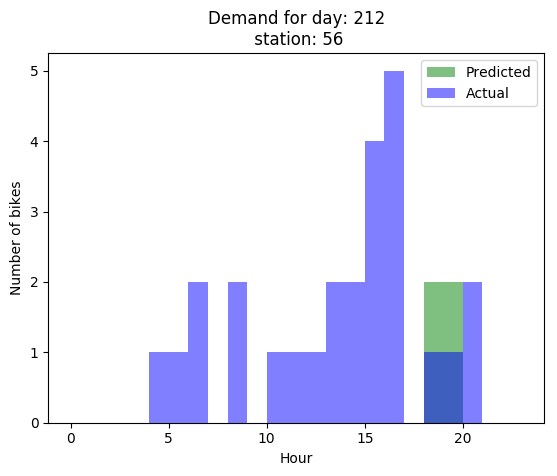 Demand for day: 212
station: 56
Predicted
Actual
Number of bikes
5
4
3
2
1
0
0
5
10
15
20
Hour